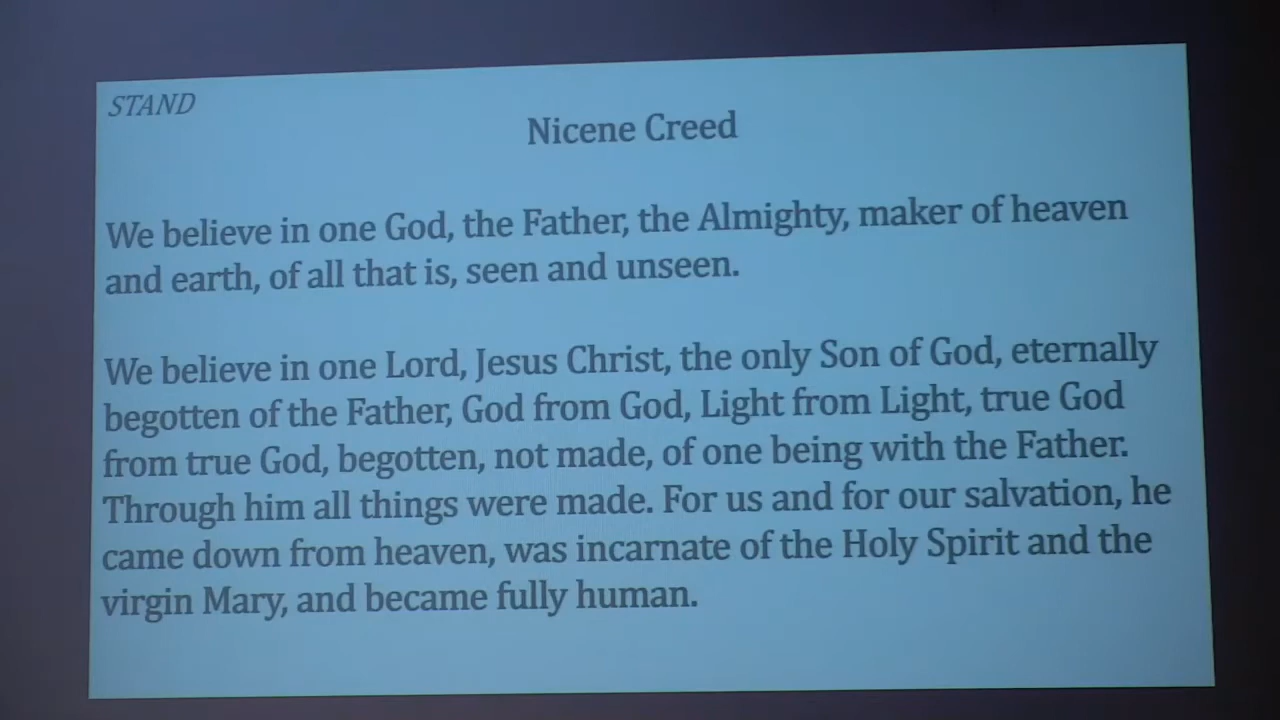 STAND
Nicene Creed
We believe in one God, the Father, the Almighty, maker of heaven
and earth, of all that is, seen and unseen.
We believe in one Lord, Jesus Christ, the only Son of God, eternally
begotten of the Father, God from God, Light from Light, true God
from true God, begotten, not made, of one being with the Father.
Through him all things were made. For us and for our salvation, he
came down from heaven, was incarnate of the Holy Spirit and the
virgin Mary, and became fully human.